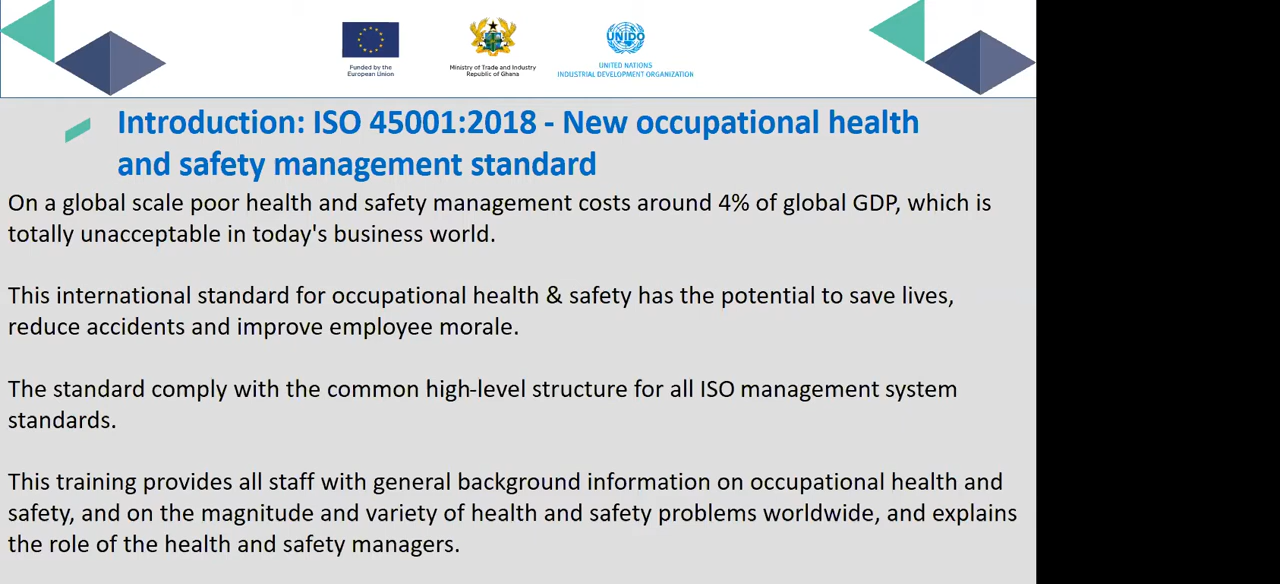 Funded by the
European Union
Ministry of Trade and Industry
Republic of Ghana
UNIDO
UNITED NATIONS
INDUSTRIAL DEVELOPMENT ORGANIZATION
Introduction: ISO 45001:2018 - New occupational health
and safety management standard
On a global scale poor health and safety management costs around 4% of global GDP, which is
totally unacceptable in today's business world.
This international standard for occupational health & safety has the potential to save lives,
reduce accidents and improve employee morale.
The standard comply with the common high-level structure for all ISO management system
standards.
This training provides all staff with general background information on occupational health and
safety, and on the magnitude and variety of health and safety problems worldwide, and explains
the role of the health and safety managers.